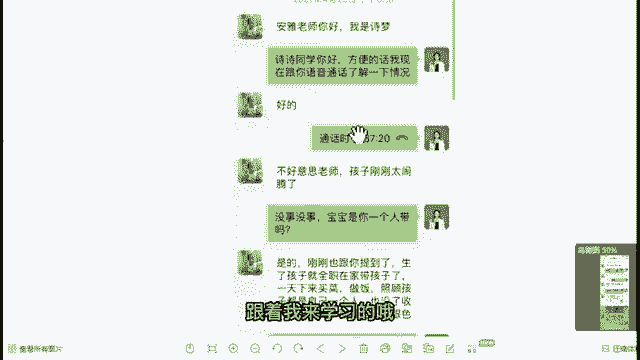 安雅老师你好，我是诗梦
诗诗同学你好，方便的话我现
在跟你语音通话了解一下情况
好的
通话时 37:20
不好意思老师，孩子刚刚太闹
腾了
没事没事，宝宝是你一个人带
吗？
是的，刚刚也跟你提到了，生
了孩子就全职在家带孩子了，
一天下来买菜，做饭，照顾孩
跟着我来学习的哦
查看所有图片